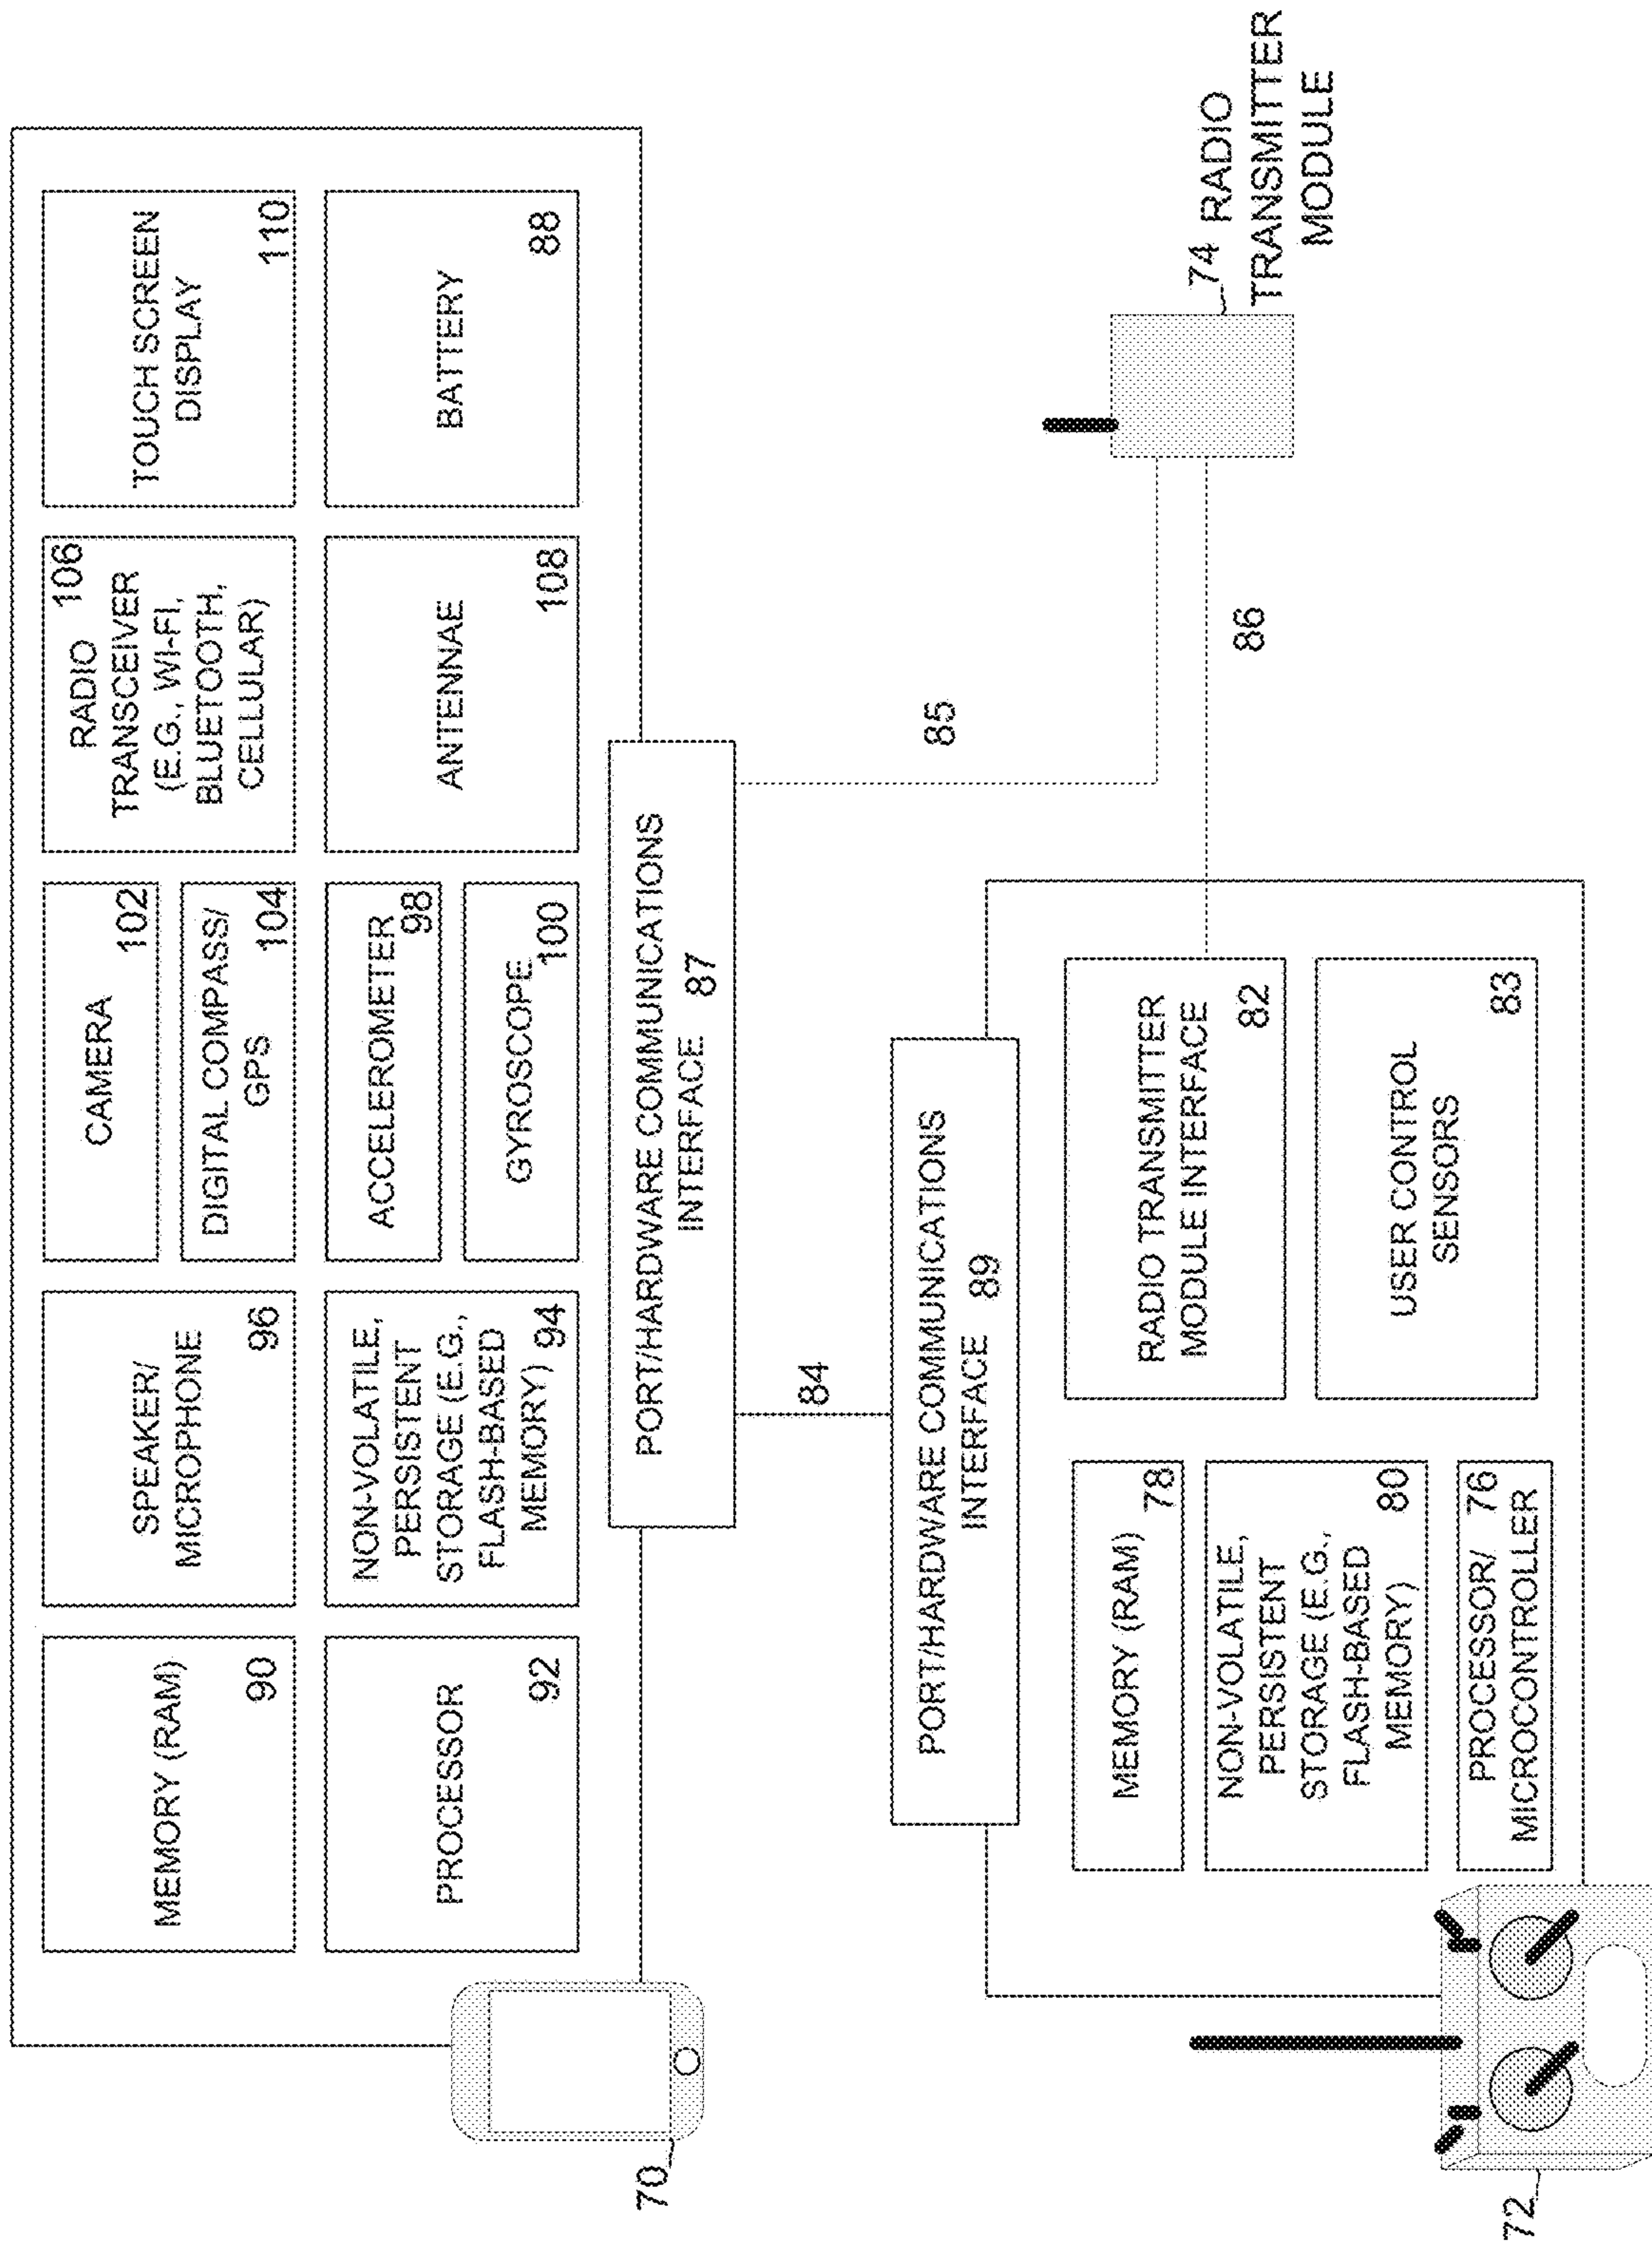 MEMORY (RAM)
90
SPEAKER/
MICROPHONE
96
CAMERA
102
DIGITAL COMPASS/
GPS
104
RADIO 106
TRANSCEIVER
(E.G., WI-FI,
BLUETOOTH,
CELLULAR)
TOUCH SCREEN
DISPLAY
110
PROCESSOR
92
NON-VOLATILE,
PERSISTENT
STORAGE (E.G.,
FLASH-BASED
MEMORY) 94
ACCELEROMETER
98
GYROSCOPE
100
ANTENNAE
108
BATTERY
88
70
PORT/HARDWARE COMMUNICATIONS
INTERFACE 87
84
85
PORT/HARDWARE COMMUNICATIONS
INTERFACE 89
MEMORY (RAM)
78
NON-VOLATILE,
PERSISTENT
STORAGE (E.G.,
FLASH-BASED
MEMORY)
80
PROCESSOR/ 76
MICROCONTROLLER
RADIO TRANSMITTER
MODULE INTERFACE
82
USER CONTROL
SENSORS
83
86
74 RADIO
TRANSMITTER
MODULE
72